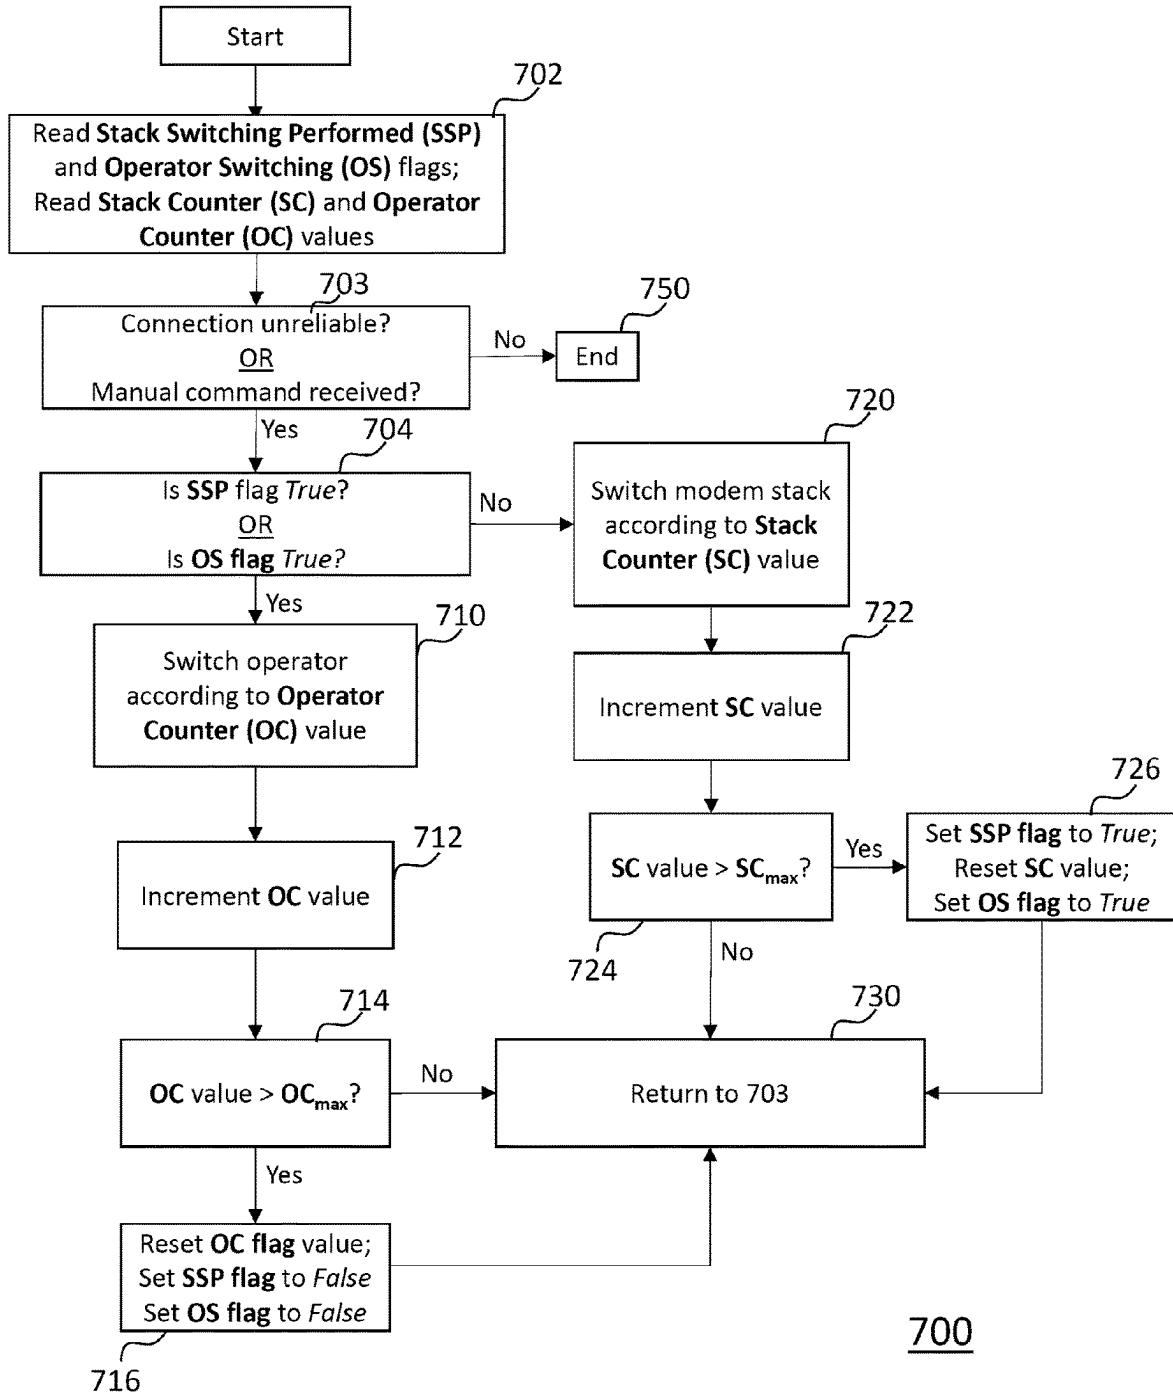 Start
702
Read Stack Switching Performed (SSP)
and Operator Switching (OS) flags;
Read Stack Counter (SC) and Operator
Counter (OC) values
703
Connection unreliable?
OR
Manual command received?
No
750
End
Yes
704
Is SSP flag True?
OR
Is OS flag True?
No
720
Switch modem stack
according to Stack
Counter (SC) value
Yes
710
Switch operator
according to Operator
Counter (OC) value
722
Increment SC value
712
Increment OC value
SC value > SCmax?
724
Yes
726
Set SSP flag to True;
Reset SC value;
Set OS flag to True
No
714
OC value > OCmax?
No
730
Return to 703
Yes
Reset OC flag value;
Set SSP flag to False
Set OS flag to False
716
700